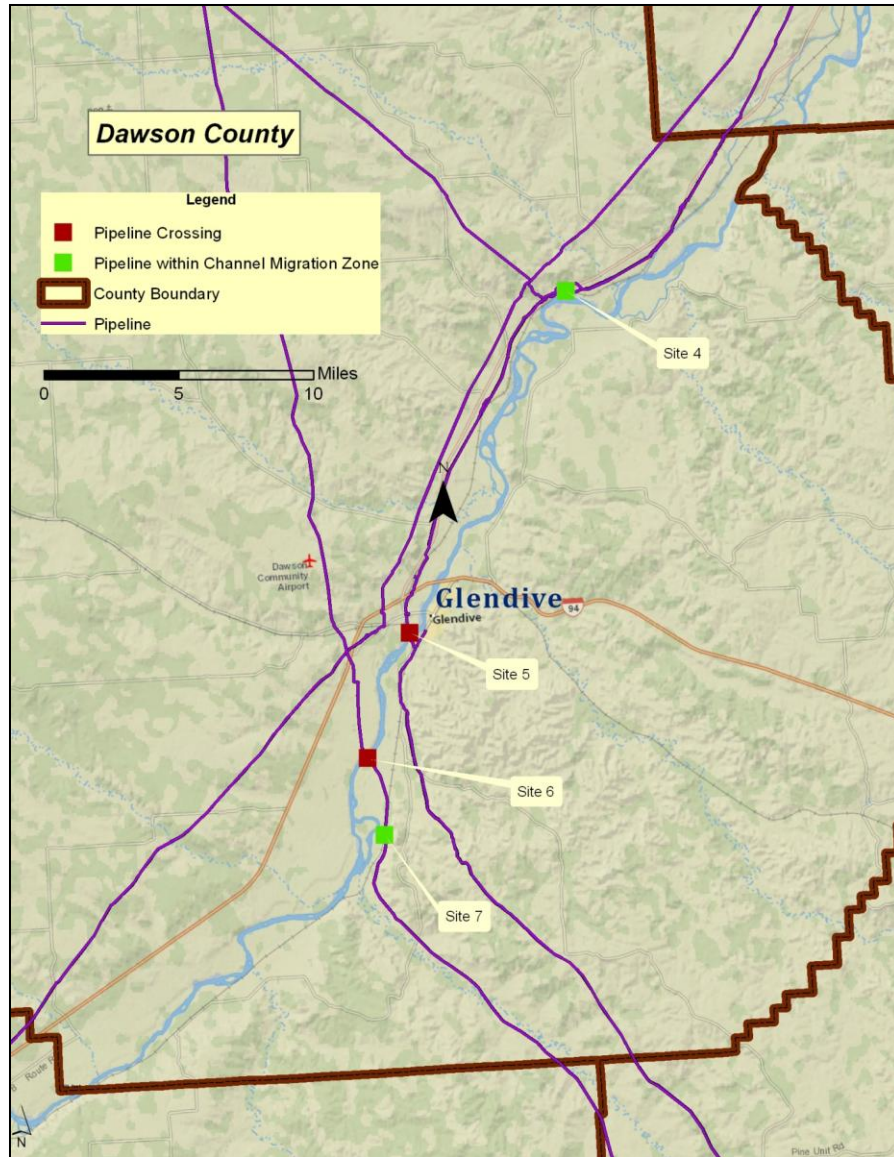 Dawson County
Legend
Pipeline Crossing
Pipeline within Channel Migration Zone
County Boundary
Pipeline
Miles
0 5 10
Site 4
N
Dawson
Community
Airport
Glendive
Glendive
94
Site 5
Site 6
Site 7
Route
N
Pine Unit Rd